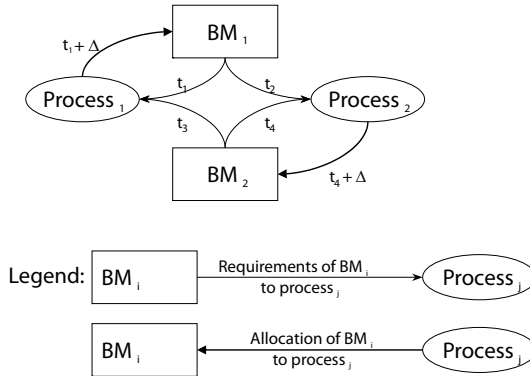 t₁ + Δ
BM ₁
t₁
t₂
Process ₁
Process ₂
t₃
t₄
BM ₂
t₄ + Δ
Legend:
BM ᵢ
Requirements of BM ᵢ
to process ⱼ
Process ⱼ
BM ᵢ
Allocation of BM ᵢ
to process ⱼ
Process ⱼ